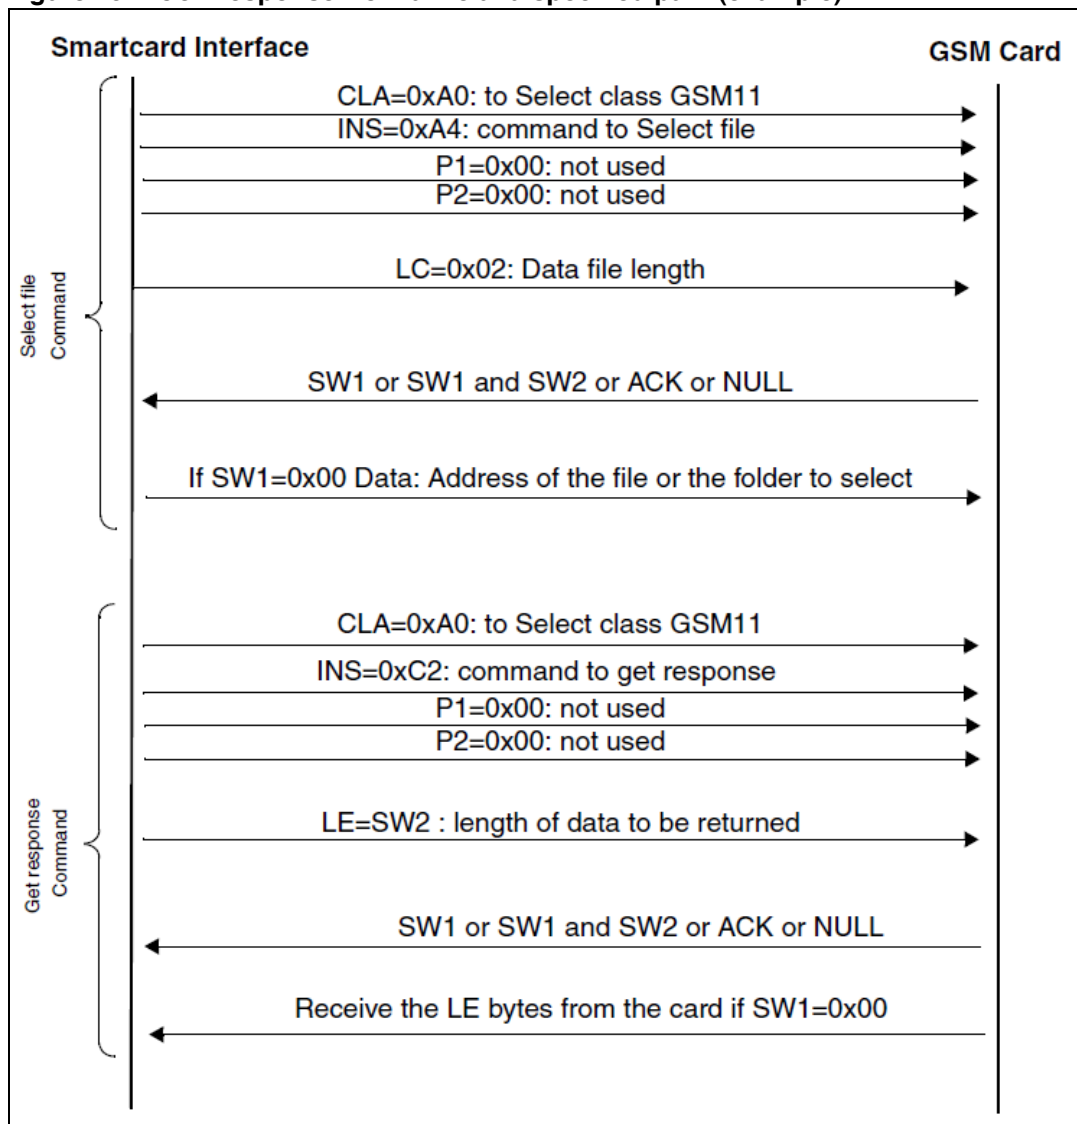 Smartcard Interface
GSM Card
CLA=0xA0: to Select class GSM11
INS=0xA4: command to Select file
P1=0x00: not used
P2=0x00: not used
LC=0x02: Data file length
Select file
Command
SW1 or SW1 and SW2 or ACK or NULL
If SW1=0x00 Data: Address of the file or the folder to select
CLA=0xA0: to Select class GSM11
INS=0xC2: command to get response
P1=0x00: not used
P2=0x00: not used
LE=SW2 : length of data to be returned
Get response
Command
SW1 or SW1 and SW2 or ACK or NULL
Receive the LE bytes from the card if SW1=0x00